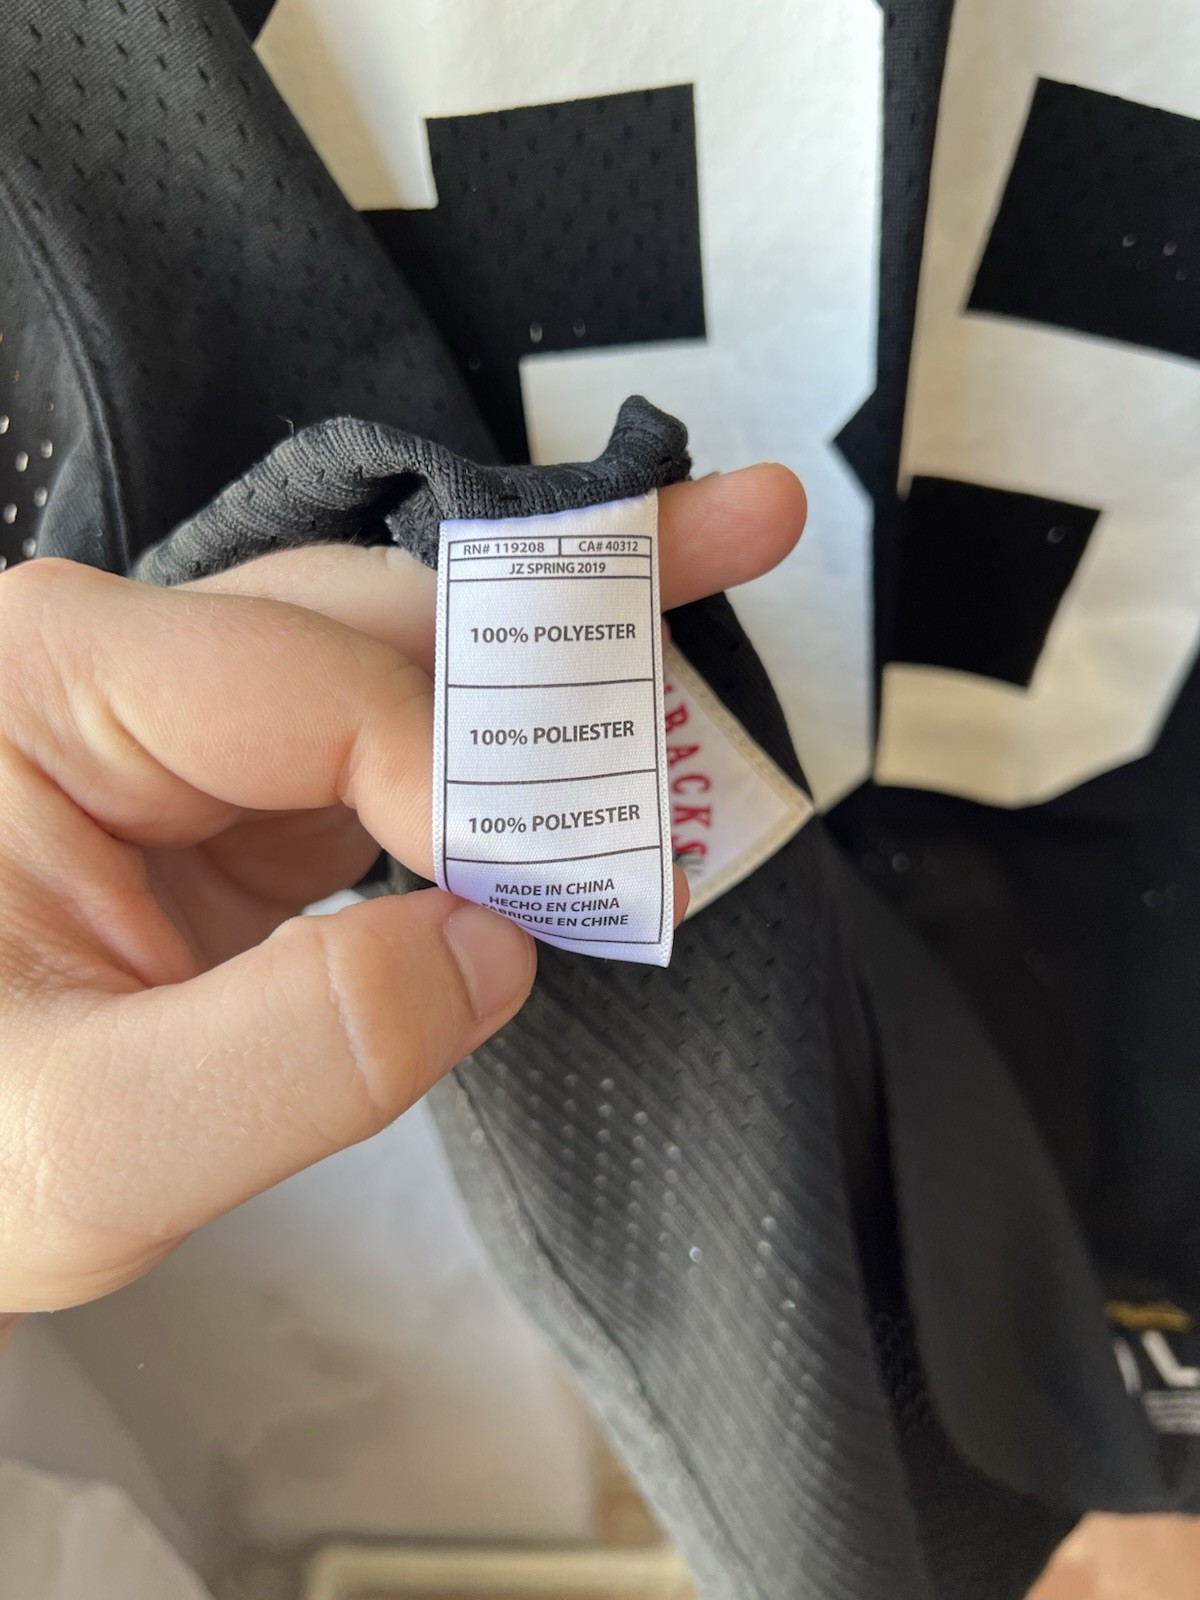 RN# 119208 CA# 40312
JZ SPRING 2019
100% POLYESTER
100% POLIESTER
100% POLYESTER
MADE IN CHINA
HECHO EN CHINA
FABRIQUE EN CHINE